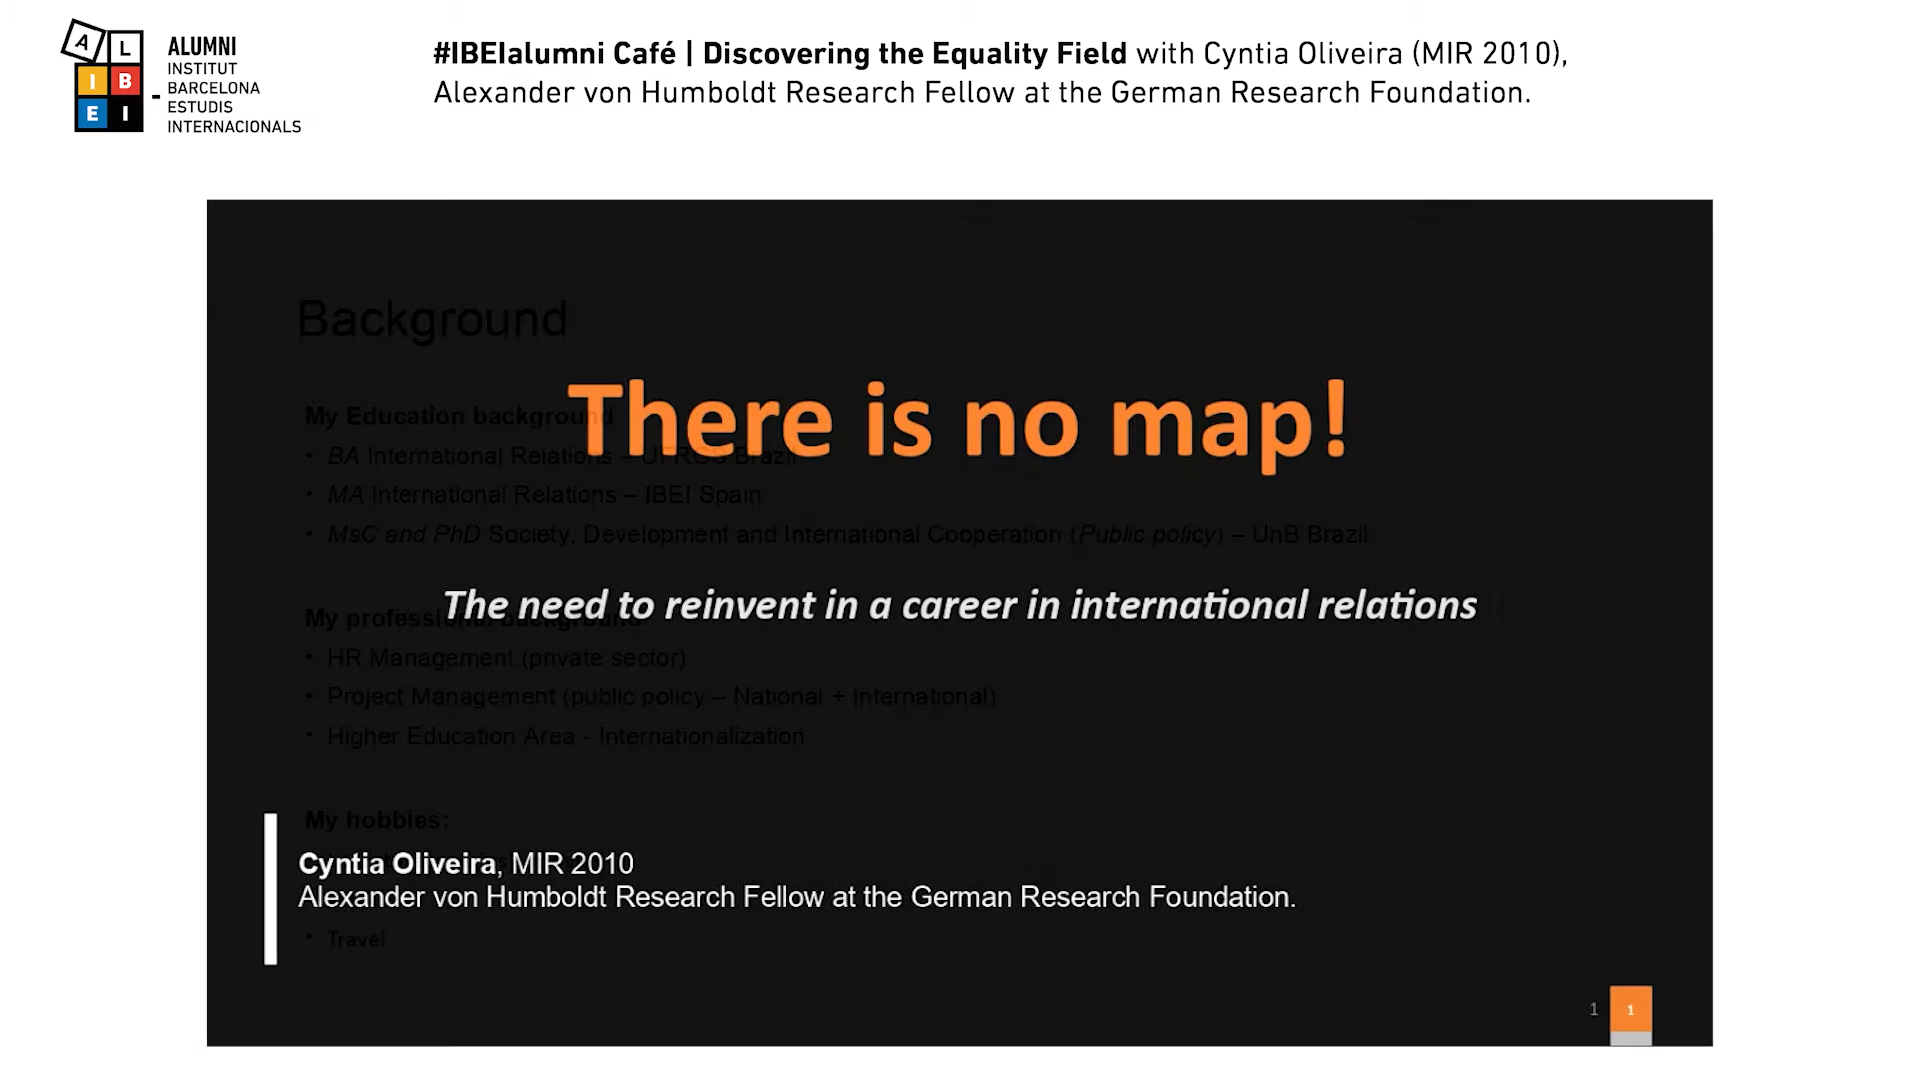 A L
I B
E I
ALUMNI
INSTITUT
BARCELONA
ESTUDIS
INTERNACIONALS
#IBEIalumni Café | Discovering the Equality Field with Cyntia Oliveira (MIR 2010),
Alexander von Humboldt Research Fellow at the German Research Foundation.
Background
There is no map!
My Education background
• BA International Relations – UFRGS Brazil
• MA International Relations – IBEI Spain
• MsC and PhD Society, Development and International Cooperation (Public policy) – UnB Brazil
The need to reinvent in a career in international relations
My professional background
• HR Management (private sector)
• Project Management (public policy – National + International)
• Higher Education Area - Internationalization
My hobbies:
Cyntia Oliveira, MIR 2010
Alexander von Humboldt Research Fellow at the German Research Foundation.
• Travel
1 1